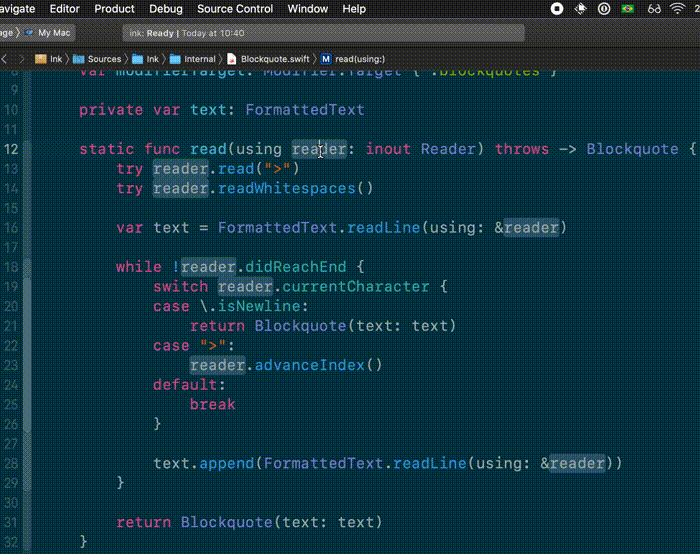 avigate Editor Product Debug Source Control Window Help
age 〉 My Mac
ink: Ready | Today at 10:40
Ink 〉 Sources 〉 Ink 〉 Internal 〉 Blockquote.swift 〉 M read(using:)
8 var modifierTarget: Modifier.Target { .blockquotes }
9
10 private var text: FormattedText
11
12 static func read(using reader: inout Reader) throws -> Blockquote {
13 try reader.read(">")
14 try reader.readWhitespaces()
15
16 var text = FormattedText.readLine(using: &reader)
17
18 while !reader.didReachEnd {
19 switch reader.currentCharacter {
20 case \.isNewline:
21 return Blockquote(text: text)
22 case ">":
23 reader.advanceIndex()
24 default:
25 break
26 }
27
28 text.append(FormattedText.readLine(using: &reader))
29 }
30
31 return Blockquote(text: text)
32 }